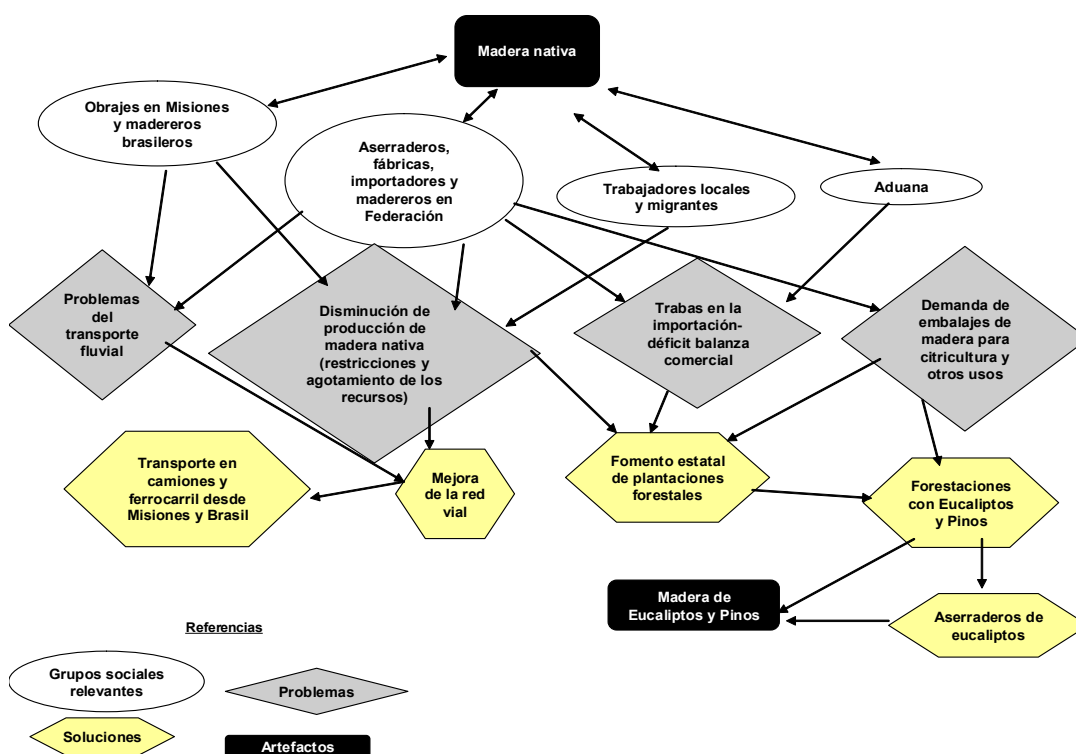 Madera nativa
Obrajes en Misiones
y madereros
brasileros
Aserraderos,
fábricas,
importadores y
madereros en
Federación
Trabajadores locales
y migrantes
Aduana
Problemas
del
transporte
fluvial
Disminución de
producción de
madera nativa
(restricciones y
agotamiento de los
recursos)
Trabas en la
importación-
déficit balanza
comercial
Demanda de
embalajes de
madera para
citricultura y
otros usos
Transporte en
camiones y
ferrocarril desde
Misiones y Brasil
Mejora
de la red
vial
Fomento estatal
de plantaciones
forestales
Forestaciones
con Eucaliptos
y Pinos
Madera de
Eucaliptos y Pinos
Aserraderos de
eucaliptos
Referencias
Grupos sociales
relevantes
Problemas
Soluciones
Artefactos